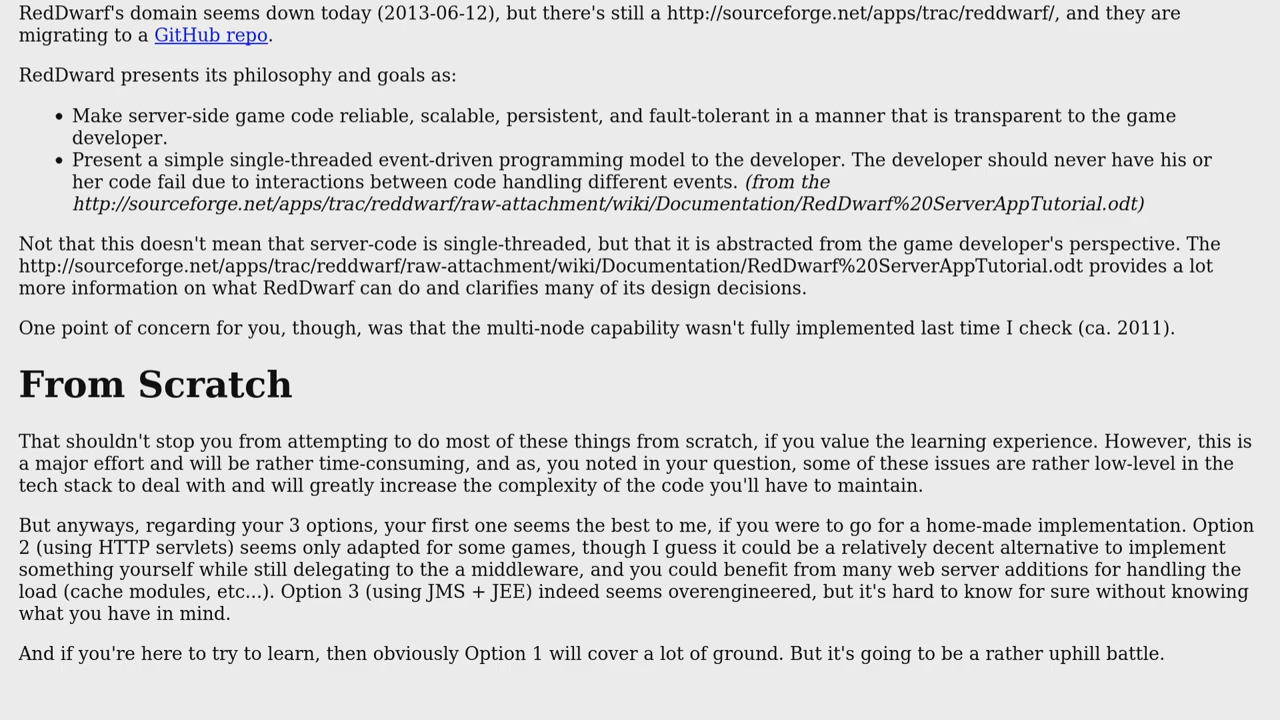 RedDwarf's domain seems down today (2013-06-12), but there's still a http://sourceforge.net/apps/trac/reddwarf/, and they are
migrating to a GitHub repo.
RedDward presents its philosophy and goals as:
• Make server-side game code reliable, scalable, persistent, and fault-tolerant in a manner that is transparent to the game
developer.
• Present a simple single-threaded event-driven programming model to the developer. The developer should never have his or
her code fail due to interactions between code handling different events. (from the
http://sourceforge.net/apps/trac/reddwarf/raw-attachment/wiki/Documentation/RedDwarf%20ServerAppTutorial.odt)
Not that this doesn't mean that server-code is single-threaded, but that it is abstracted from the game developer's perspective. The
http://sourceforge.net/apps/trac/reddwarf/raw-attachment/wiki/Documentation/RedDwarf%20ServerAppTutorial.odt provides a lot
more information on what RedDwarf can do and clarifies many of its design decisions.
One point of concern for you, though, was that the multi-node capability wasn't fully implemented last time I check (ca. 2011).
From Scratch
That shouldn't stop you from attempting to do most of these things from scratch, if you value the learning experience. However, this is
a major effort and will be rather time-consuming, and as, you noted in your question, some of these issues are rather low-level in the
tech stack to deal with and will greatly increase the complexity of the code you'll have to maintain.
But anyways, regarding your 3 options, your first one seems the best to me, if you were to go for a home-made implementation. Option
2 (using HTTP servlets) seems only adapted for some games, though I guess it could be a relatively decent alternative to implement
something yourself while still delegating to the a middleware, and you could benefit from many web server additions for handling the
load (cache modules, etc...). Option 3 (using JMS + JEE) indeed seems overengineered, but it's hard to know for sure without knowing
what you have in mind.
And if you're here to try to learn, then obviously Option 1 will cover a lot of ground. But it's going to be a rather uphill battle.